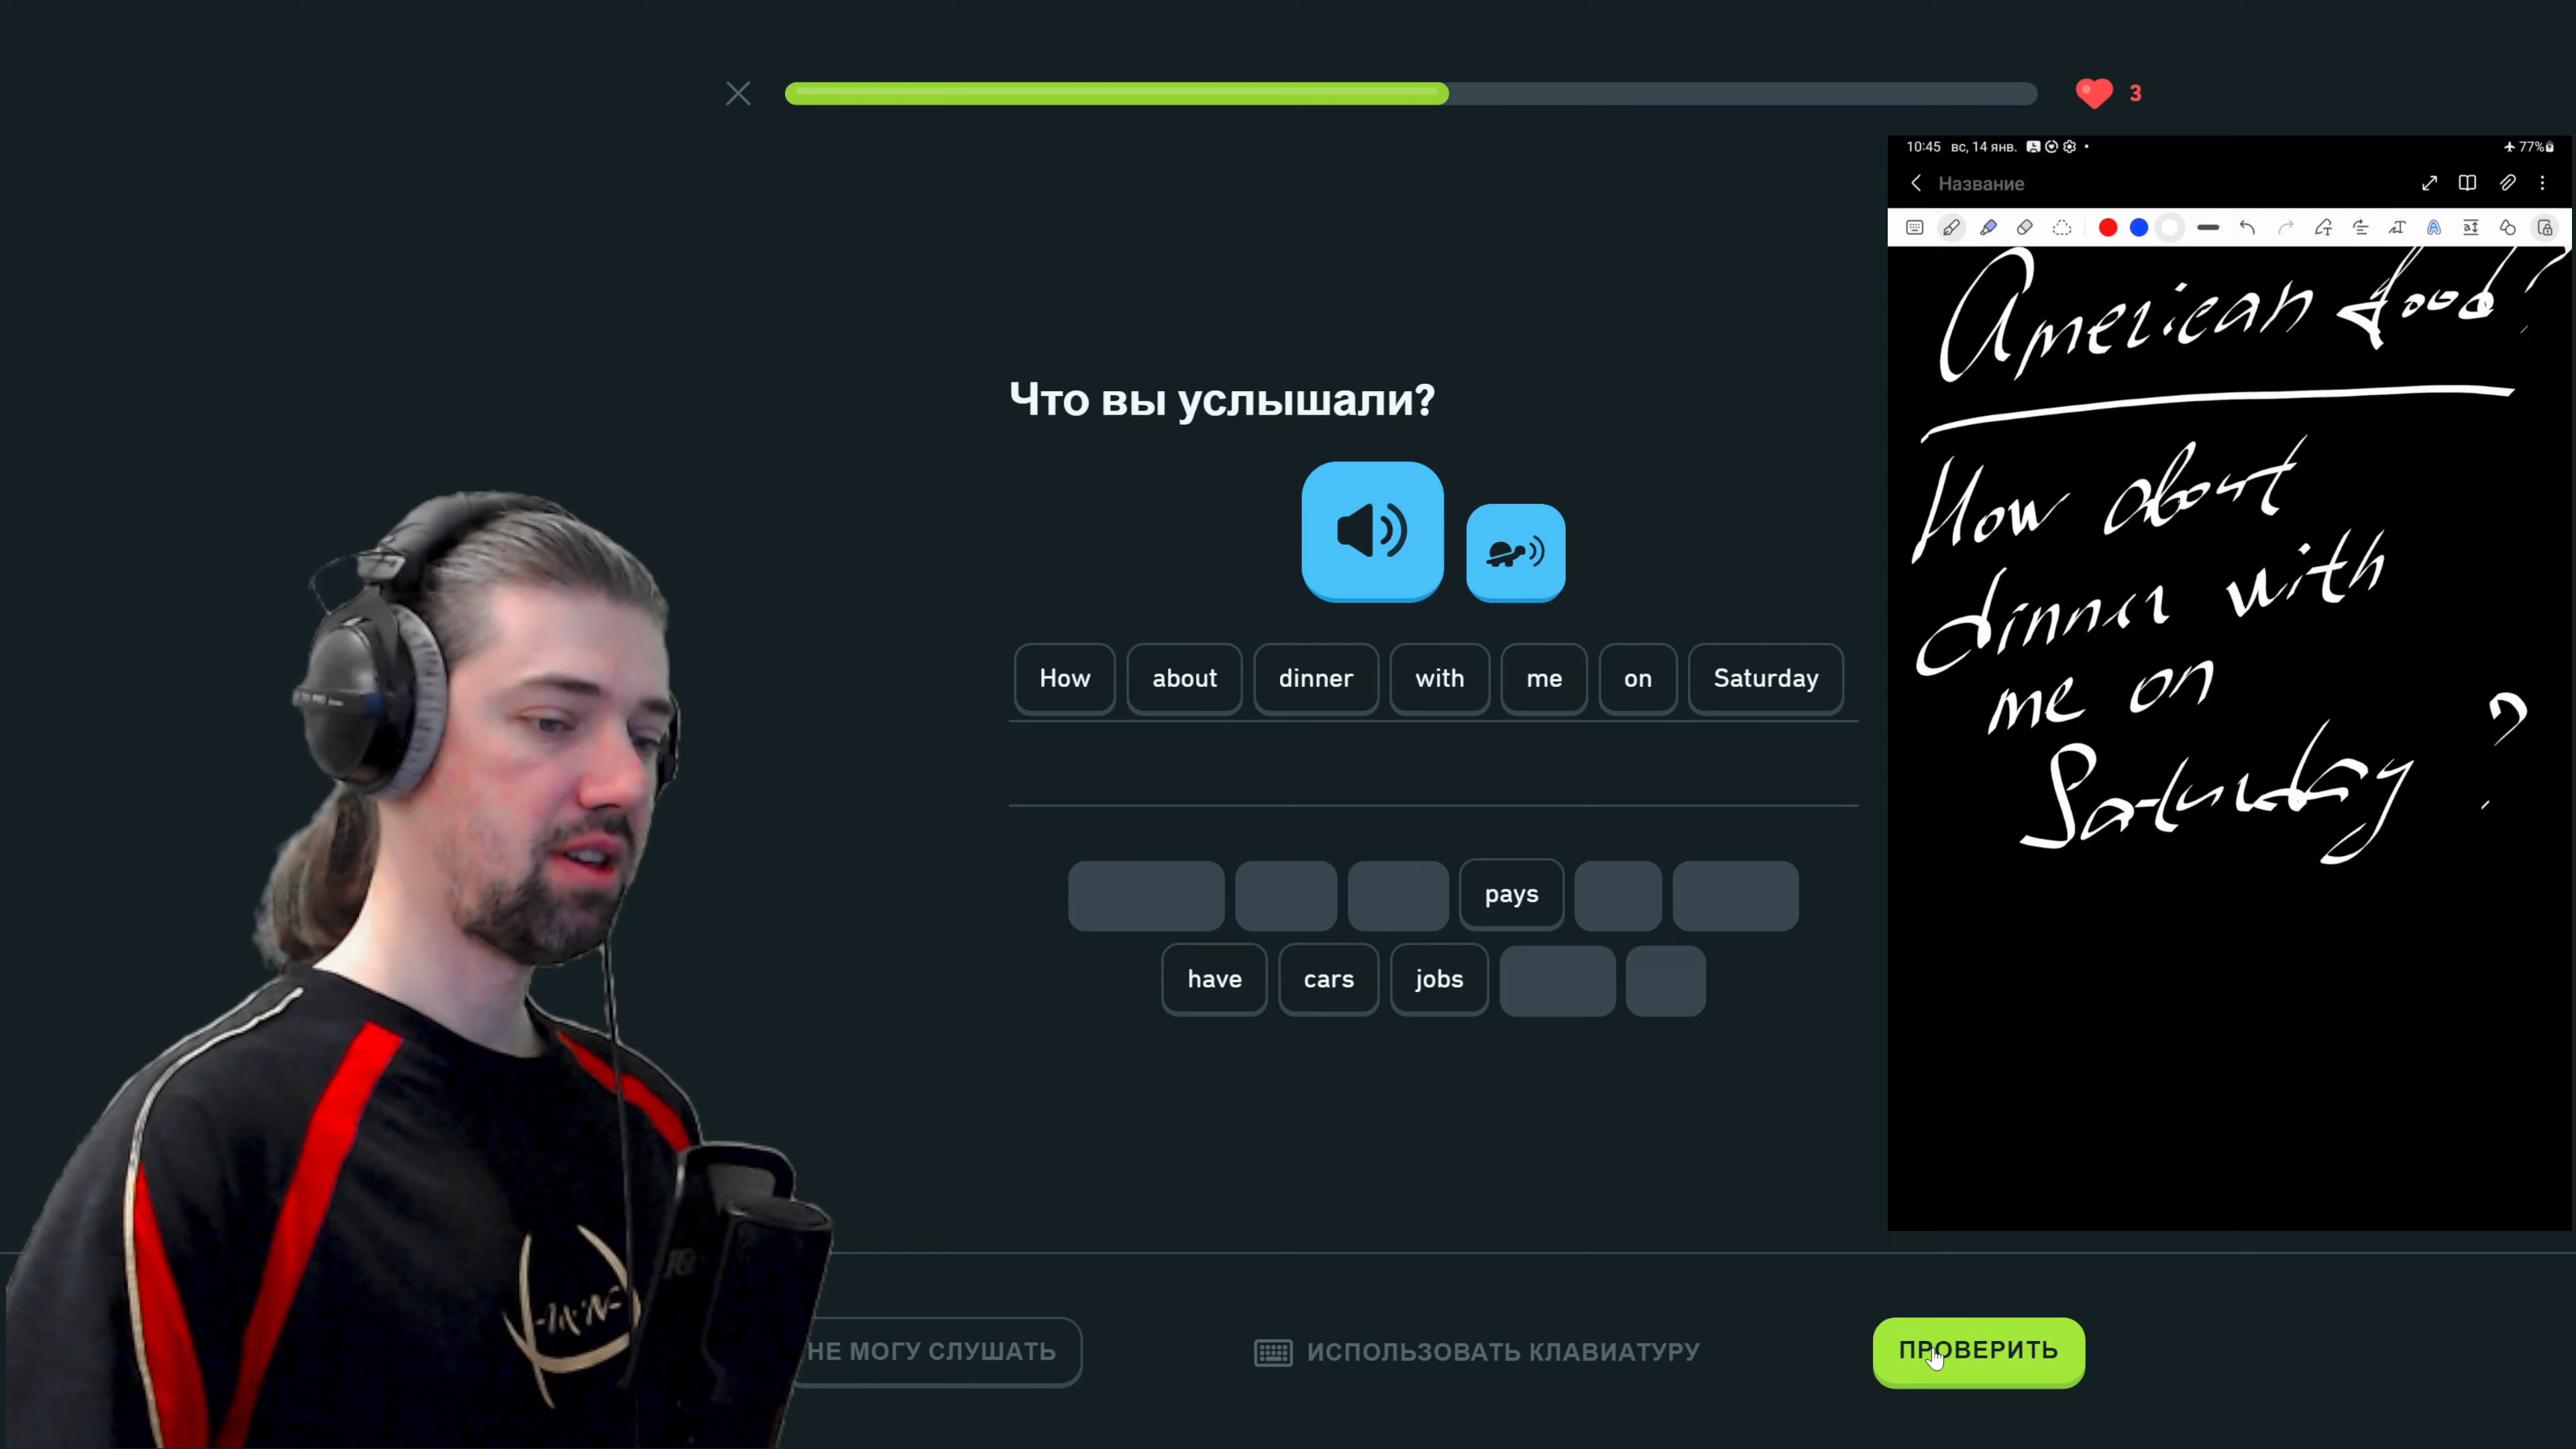 3
10:45 вс, 14 янв.
77%
Название
American food?
How about
dinner with
me on
Saturday ?
Что вы услышали?
How about dinner with me on Saturday
pays
have cars jobs
НЕ МОГУ СЛУШАТЬ
ИСПОЛЬЗОВАТЬ КЛАВИАТУРУ
ПРОВЕРИТЬ